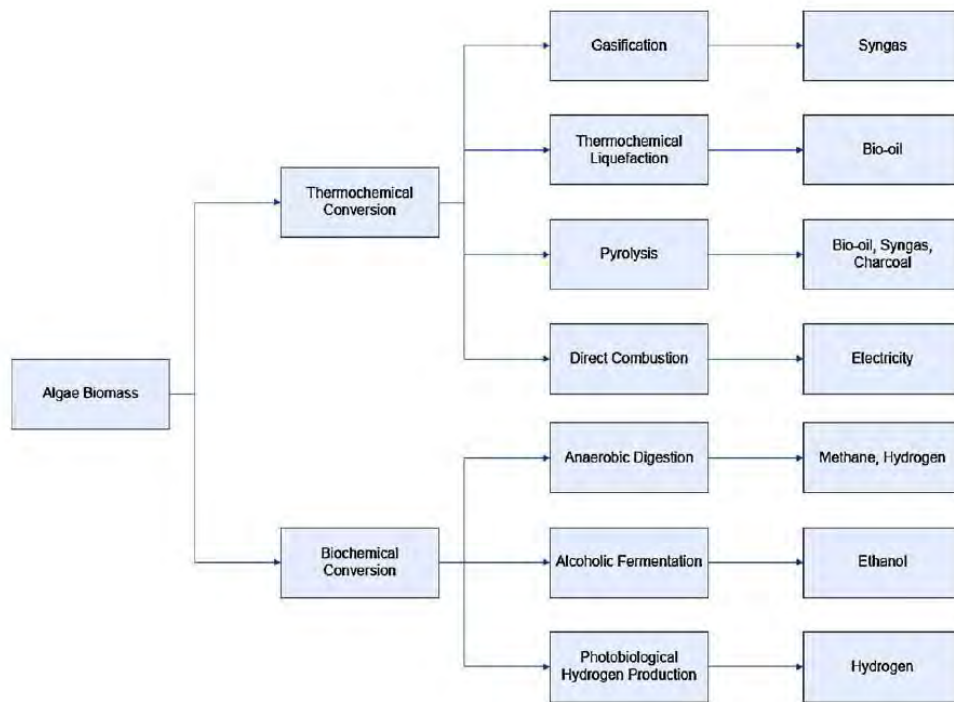 Gasification
Syngas
Thermochemical
Liquefaction
Bio-oil
Thermochemical
Conversion
Pyrolysis
Bio-oil, Syngas,
Charcoal
Direct Combustion
Electricity
Algae Biomass
Anaerobic Digestion
Methane, Hydrogen
Biochemical
Conversion
Alcoholic Fermentation
Ethanol
Photobiological
Hydrogen Production
Hydrogen